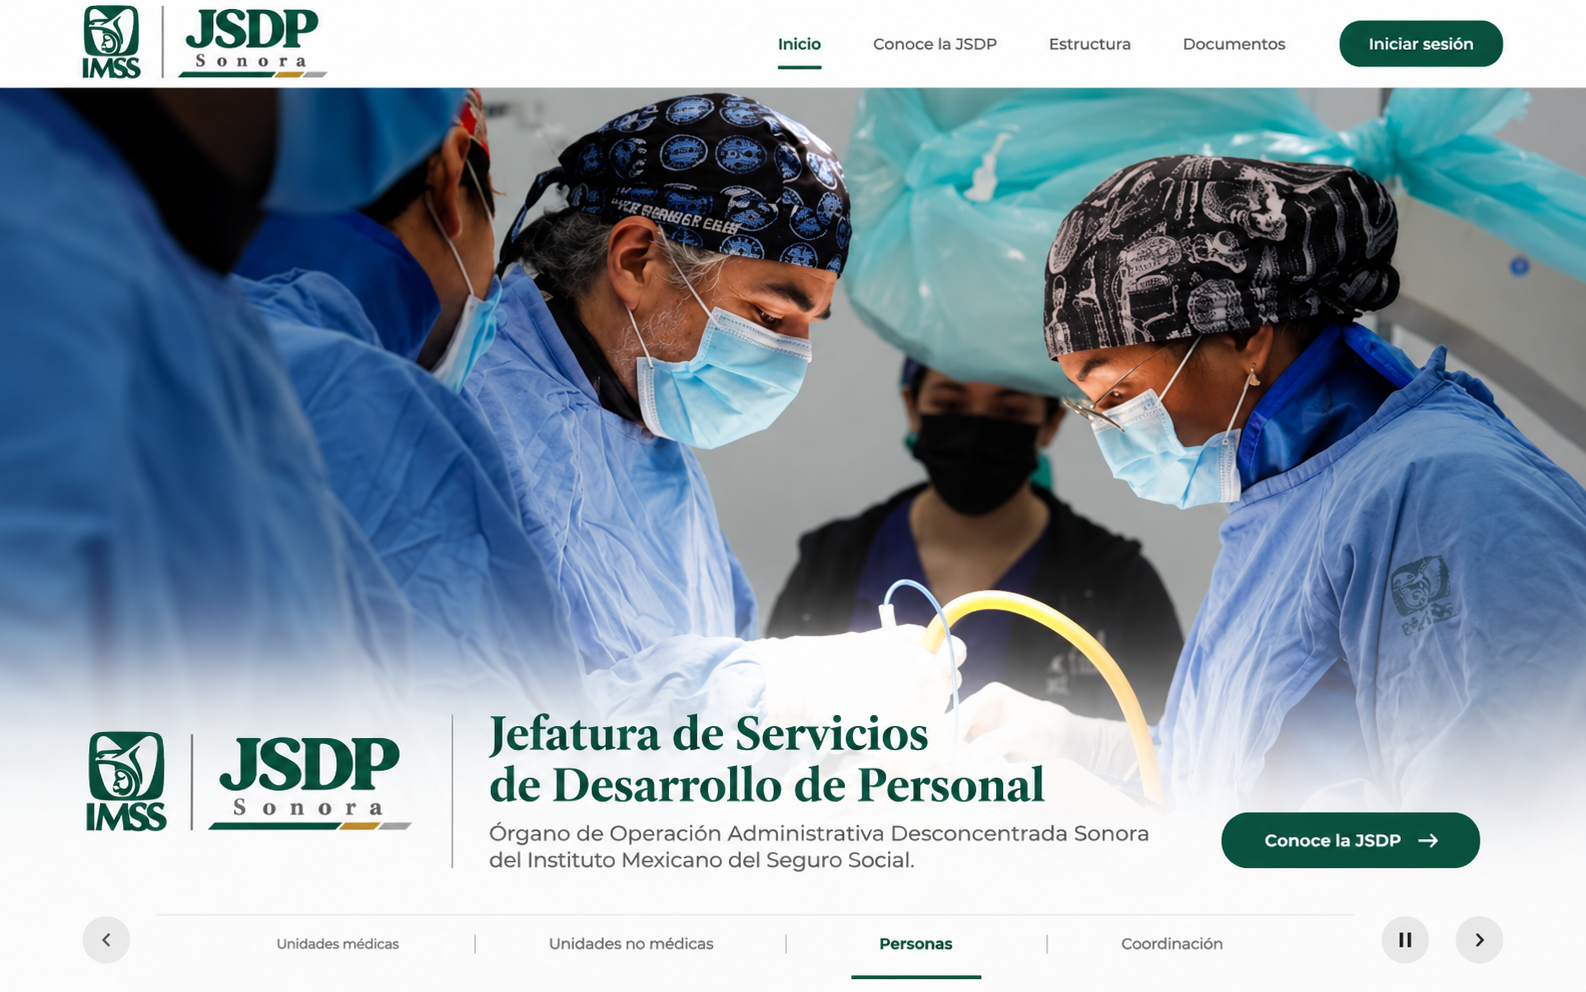 IMSS
JSDP
Sonora
Inicio
Conoce la JSDP
Estructura
Documentos
Iniciar sesión
IMSS
JSDP
Sonora
Jefatura de Servicios
de Desarrollo de Personal
Órgano de Operación Administrativa Desconcentrada Sonora
del Instituto Mexicano del Seguro Social.
Conoce la JSDP
Unidades médicas
Unidades no médicas
Personas
Coordinación